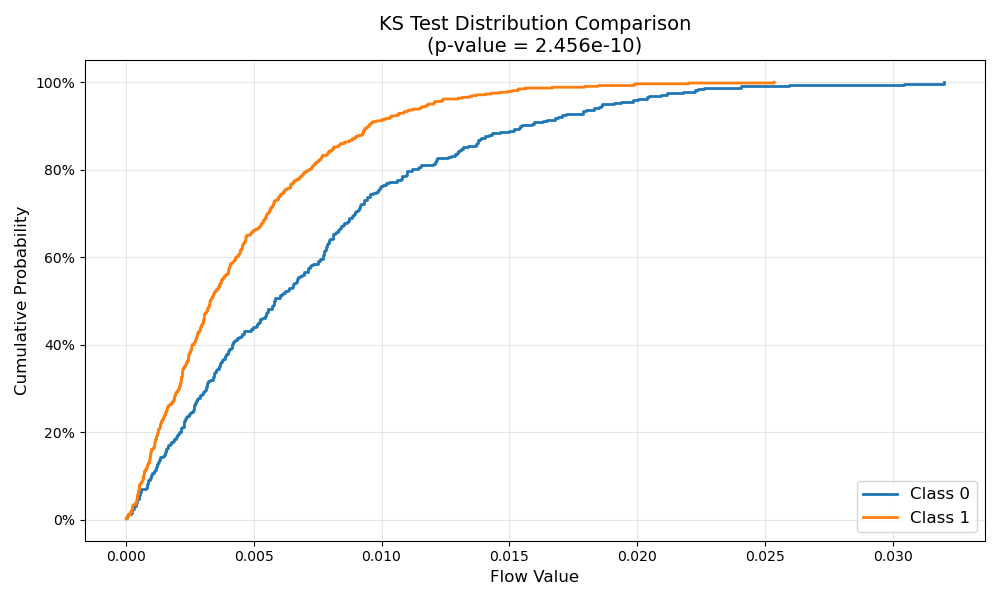 KS Test Distribution Comparison
(p-value = 2.456e-10)
Cumulative Probability
100%
80%
60%
40%
20%
0%
0.000 0.005 0.010 0.015 0.020 0.025 0.030
Flow Value
Class 0
Class 1